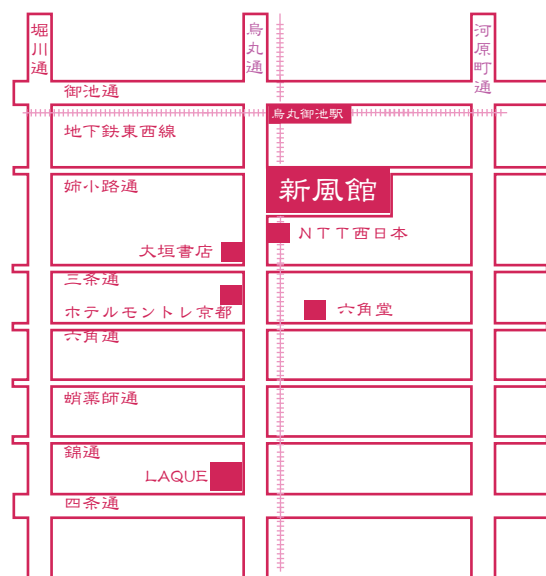 堀川通
烏丸通
河原町通
御池通
烏丸御池駅
地下鉄東西線
姉小路通
新風館
NTT西日本
大垣書店
三条通
ホテルモントレ京都
六角堂
六角通
蛸薬師通
錦通
LAQUE
四条通